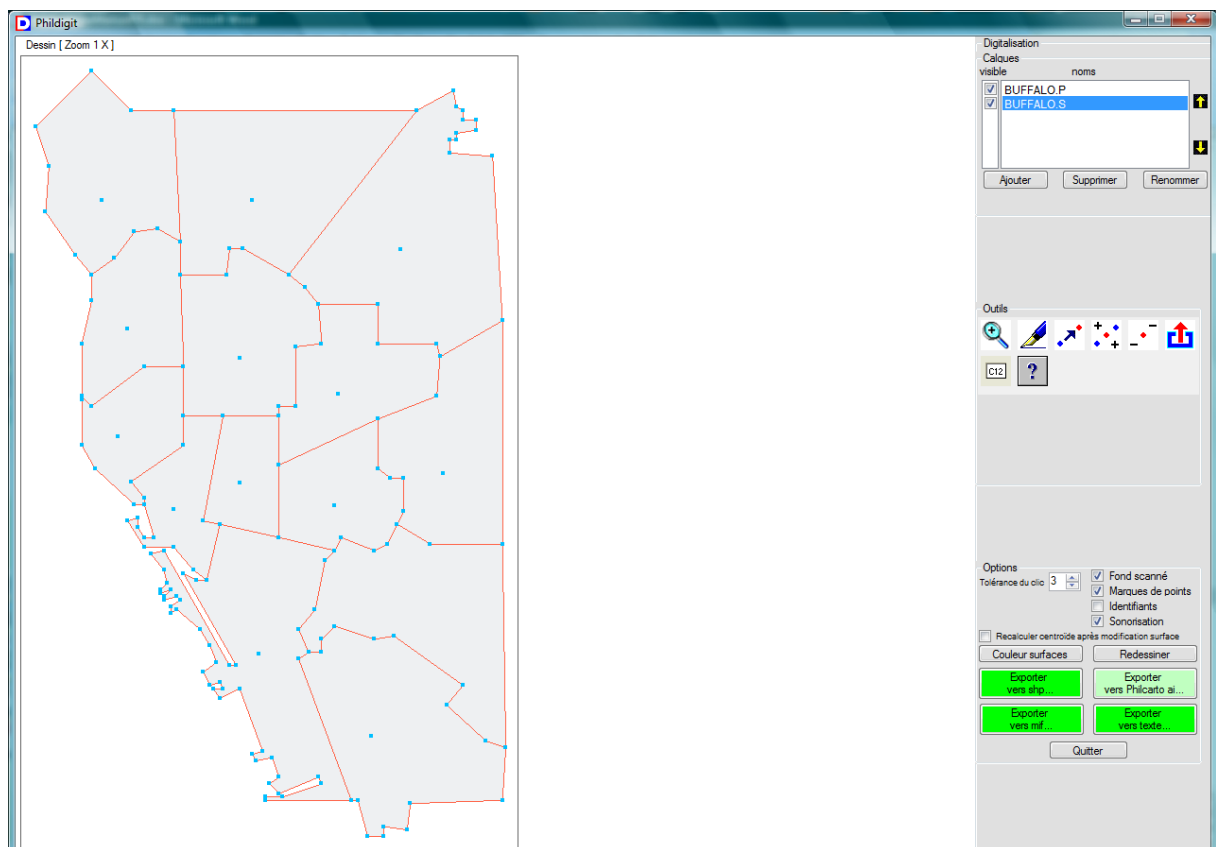 Phildigit
Dessin [ Zoom 1 X ]
Digitalisation
Calques
visible noms
BUFFALO.P
BUFFALO.S
Ajouter Supprimer Renommer
Outils
C12 ?
Options
Tolérance du clic 3
Fond scanné
Marques de points
Identifiants
Sonorisation
Recalculer centroïde après modification surface
Couleur surfaces Redessiner
Exporter
vers shp...
Exporter
vers Philcarto ai...
Exporter
vers mif...
Exporter
vers texte...
Quitter